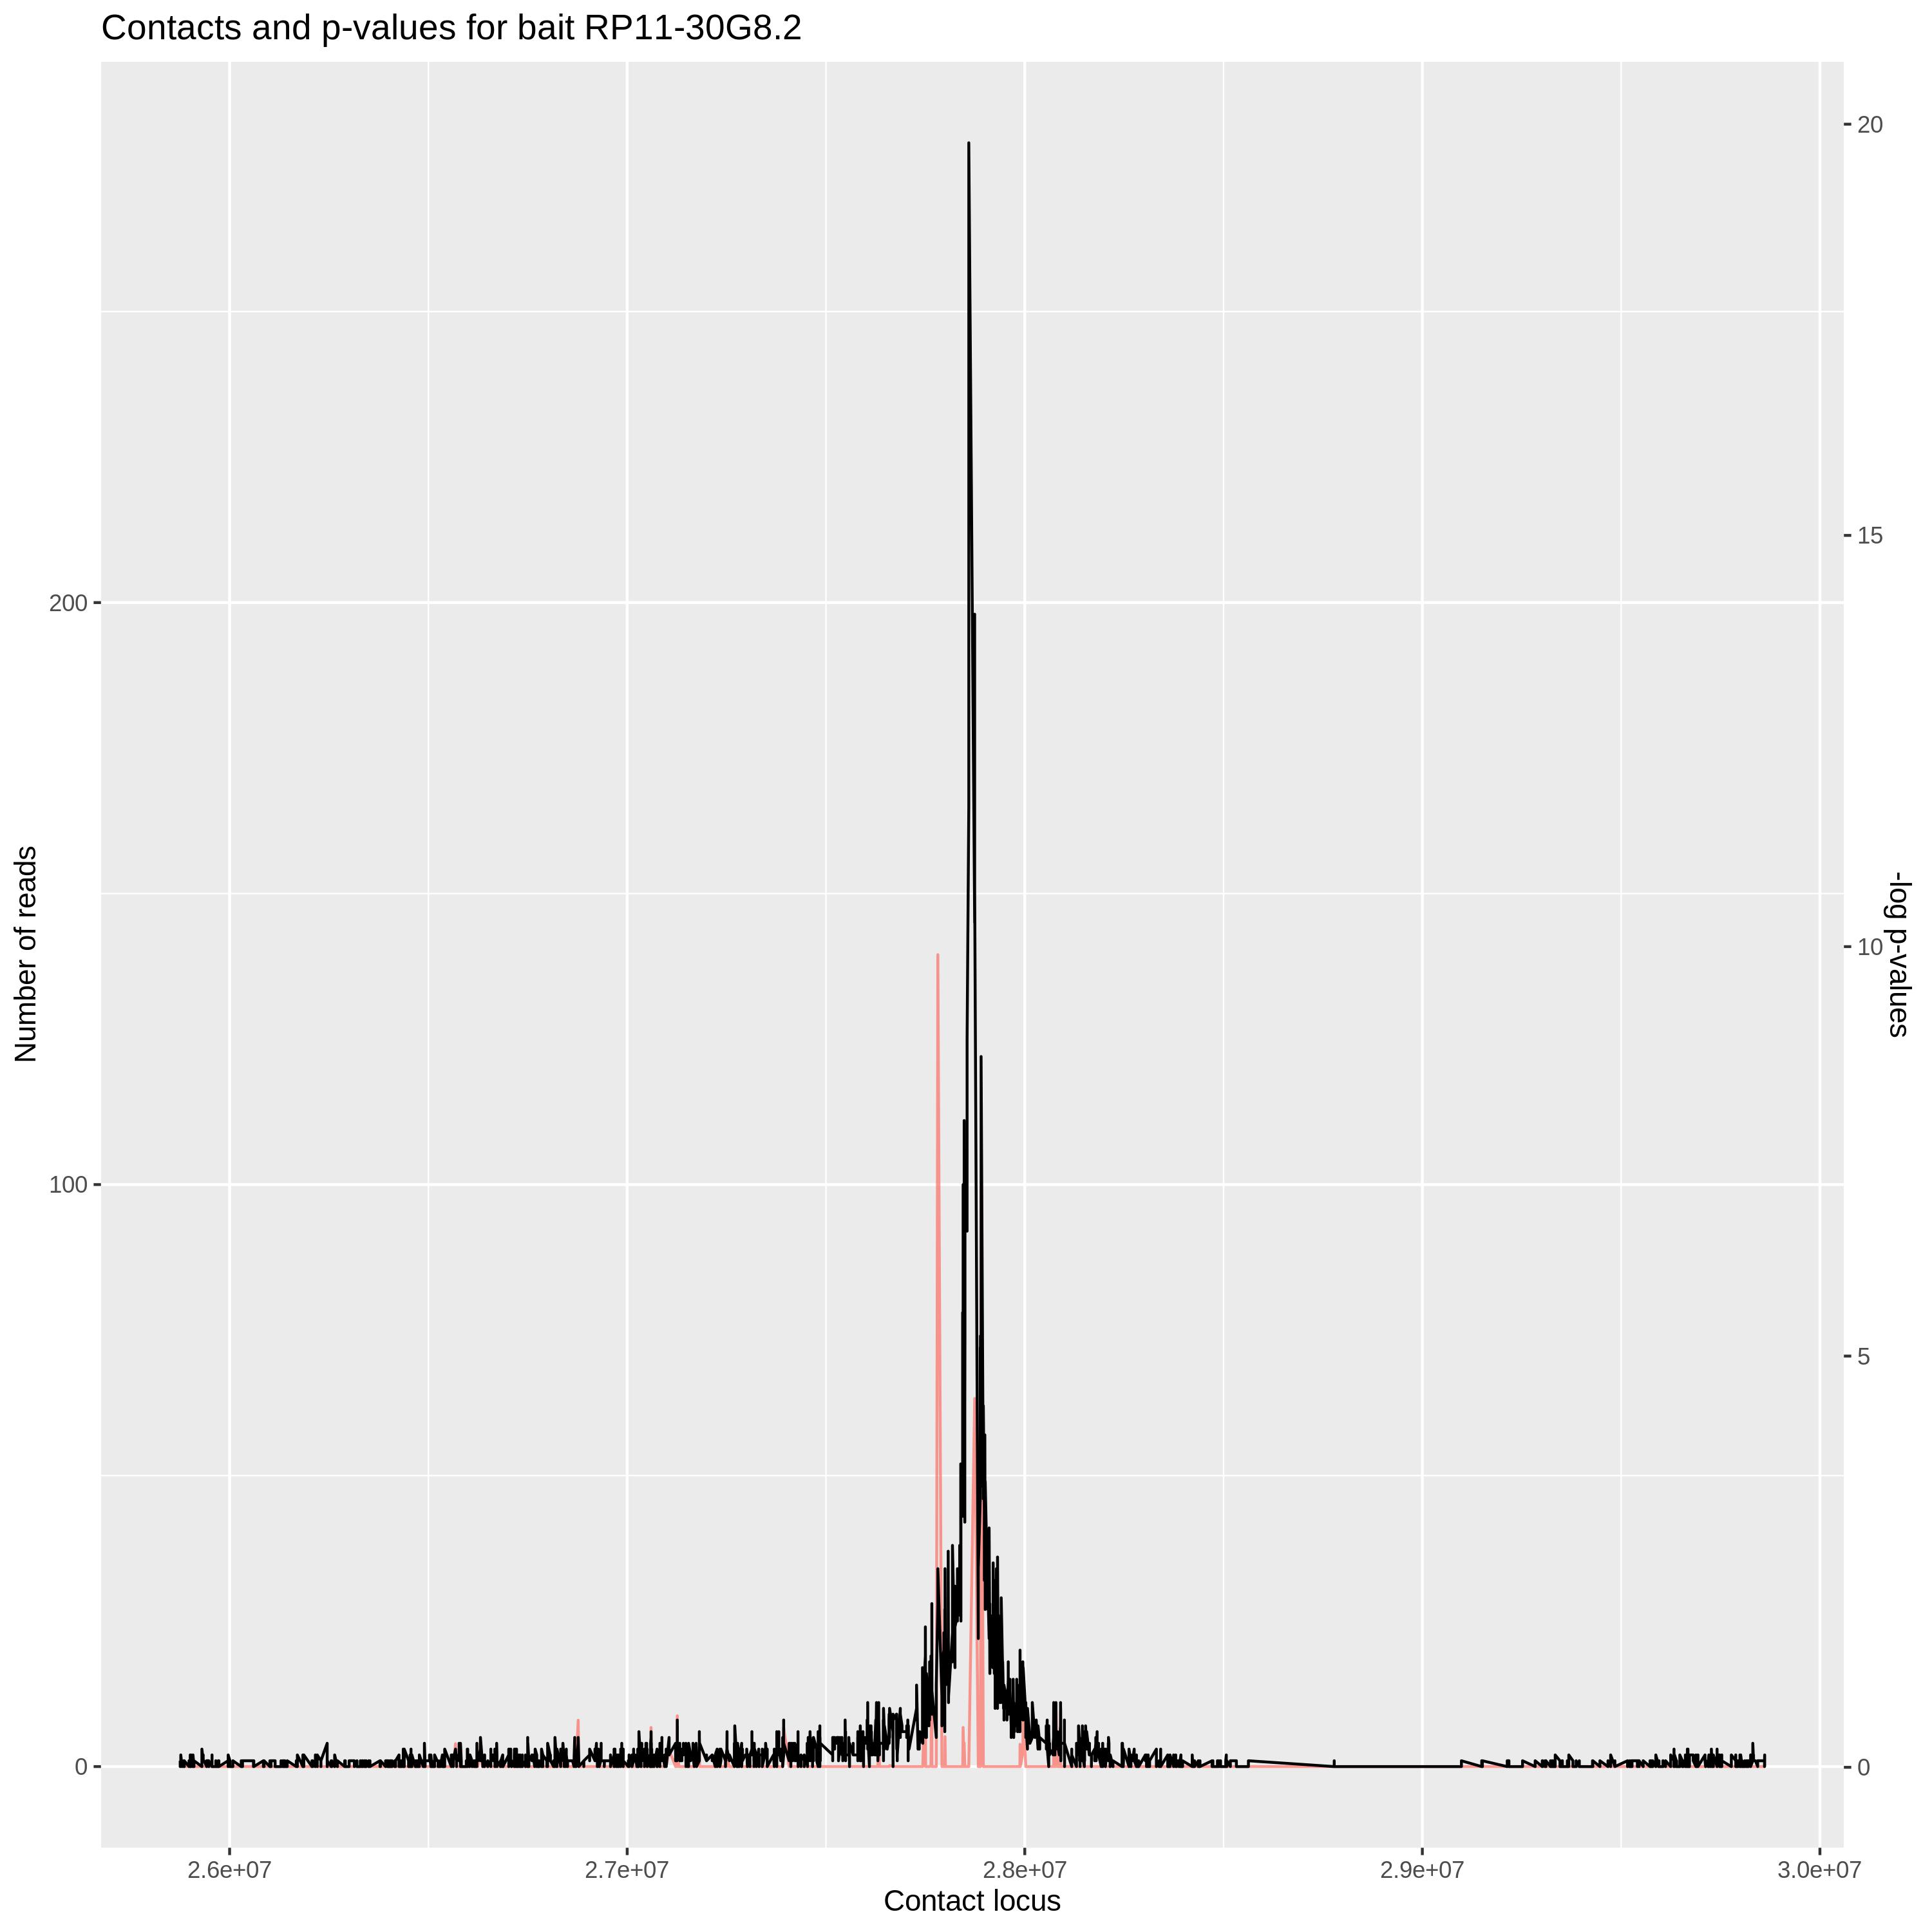 Contacts and p-values for bait RP11-30G8.2
Number of reads
200
100
0
20
15
10
5
0
-log p-values
2.6e+07
2.7e+07
2.8e+07
2.9e+07
3.0e+07
Contact locus